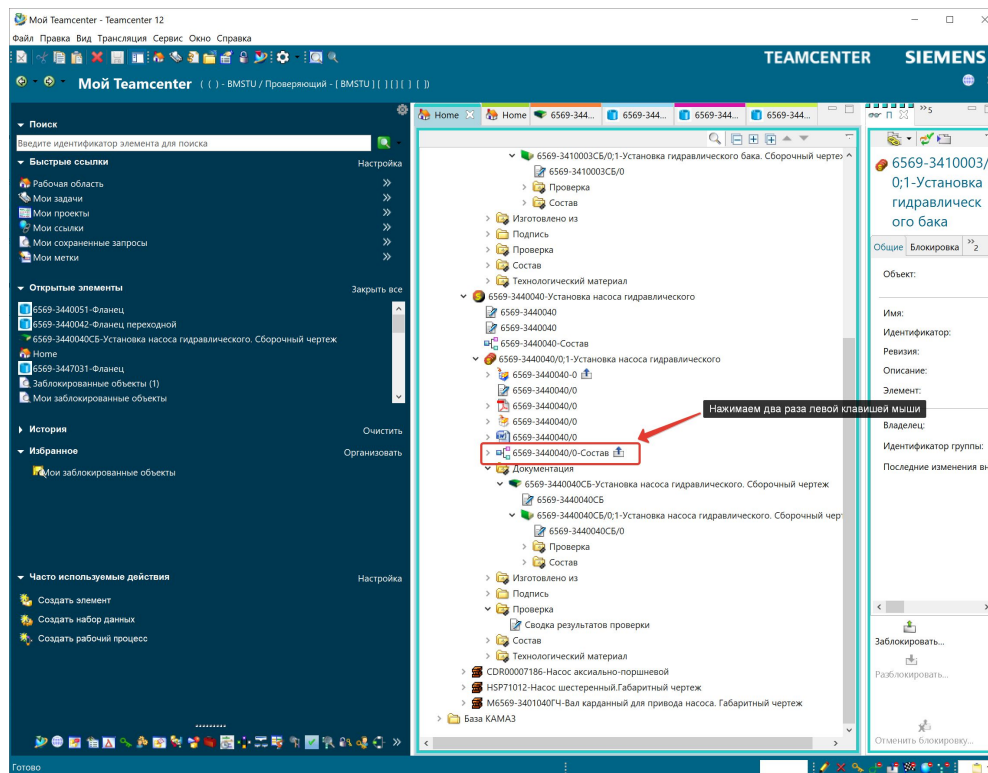 Мой Teamcenter - Teamcenter 12
Файл Правка Вид Трансляция Сервис Окно Справка
TEAMCENTER SIEMENS
Мой Teamcenter ( ( ) - BMSTU / Проверяющий - [ BMSTU ] [ ] [ ] [ ] [ ])
Поиск
Введите идентификатор элемента для поиска
Быстрые ссылки Настройка
Рабочая область
Мои задачи
Мои проекты
Мои ссылки
Мои сохраненные запросы
Мои метки
Открытые элементы Закрыть все
6569-3440051-Фланец
6569-3440042-Фланец переходной
6569-3440040СБ-Установка насоса гидравлического. Сборочный чертеж
Home
6569-3447031-Фланец
Заблокированные объекты (1)
Мои заблокированные объекты
История Очистить
Избранное Организовать
Мои заблокированные объекты
Часто используемые действия Настройка
Создать элемент
Создать набор данных
Создать рабочий процесс
Готово
Home Home 6569-344... 6569-344... 6569-344... 6569-344...
6569-3410003СБ/0;1-Установка гидравлического бака. Сборочный чертеж
6569-3410003СБ/0
Проверка
Состав
Изготовлено из
Подпись
Проверка
Состав
Технологический материал
6569-3440040-Установка насоса гидравлического
6569-3440040
6569-3440040
6569-3440040-Состав
6569-3440040/0;1-Установка насоса гидравлического
6569-3440040-0
6569-3440040/0
6569-3440040/0
6569-3440040/0
6569-3440040/0
6569-3440040/0-Состав
Нажимаем два раза левой клавишей мыши
Документация
6569-3440040СБ-Установка насоса гидравлического. Сборочный чертеж
6569-3440040СБ
6569-3440040СБ/0;1-Установка насоса гидравлического. Сборочный чер
6569-3440040СБ/0
Проверка
Состав
Изготовлено из
Подпись
Проверка
Сводка результатов проверки
Состав
Технологический материал
CDR00007186-Насос аксиально-поршневой
HSP71012-Насос шестеренный.Габаритный чертеж
М6569-3401040ГЧ-Вал карданный для привода насоса. Габаритный чертеж
База КАМАЗ
П »5
6569-3410003/
0;1-Установка
гидравлическ
ого бака
Общие Блокировка »2
Объект:
Имя:
Идентификатор:
Ревизия:
Описание:
Элемент:
Владелец:
Идентификатор группы:
Последние изменения вн
Заблокировать...
Разблокировать...
Отменить блокировку...